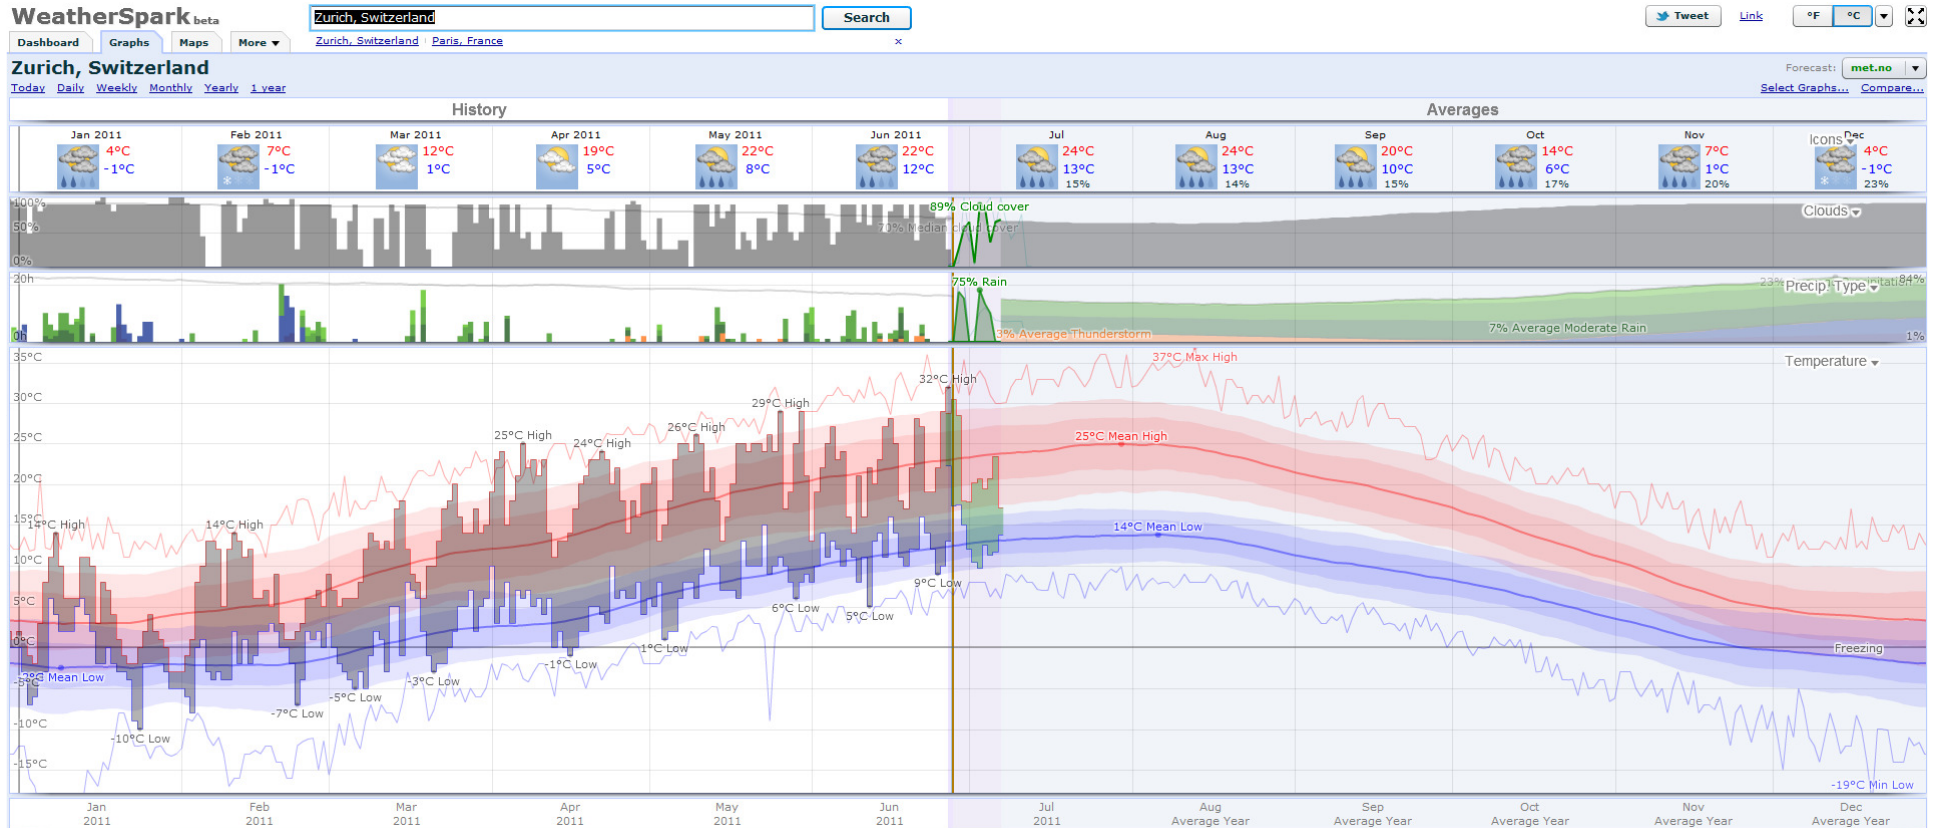 WeatherSpark beta
Zurich, Switzerland
Search
Tweet Link °F °C
Dashboard Graphs Maps More
Zurich, Switzerland Paris, France x
Zurich, Switzerland
Forecast: met.no
Today Daily Weekly Monthly Yearly 1 year
Select Graphs... Compare...
History Averages
Jan 2011 Feb 2011 Mar 2011 Apr 2011 May 2011 Jun 2011 Jul Aug Sep Oct Nov Dec
Icons
4°C 7°C 12°C 19°C 22°C 22°C 24°C 24°C 20°C 14°C 7°C 4°C
-1°C -1°C 1°C 5°C 8°C 12°C 13°C 13°C 10°C 6°C 1°C -1°C
15% 14% 15% 17% 20% 23%
100%
89% Cloud cover
Clouds
50%
70% Median cloud cover
0%
20h
75% Rain
23%
Precip. Type
84%
0h
3% Average Thunderstorm
7% Average Moderate Rain
1%
35°C
37°C Max High
Temperature
32°C High
30°C
29°C High
26°C High
25°C
25°C High
24°C High
25°C Mean High
20°C
15°C
14°C High
14°C High
14°C Mean Low
10°C
9°C Low
5°C
6°C Low
5°C Low
0°C
1°C Low
Freezing
-1°C Low
-5°C
Mean Low
-3°C Low
-5°C Low
-7°C Low
-10°C
-10°C Low
-15°C
-19°C Min Low
Jan Feb Mar Apr May Jun Jul Aug Sep Oct Nov Dec
2011 2011 2011 2011 2011 2011 2011 Average Year Average Year Average Year Average Year Average Year